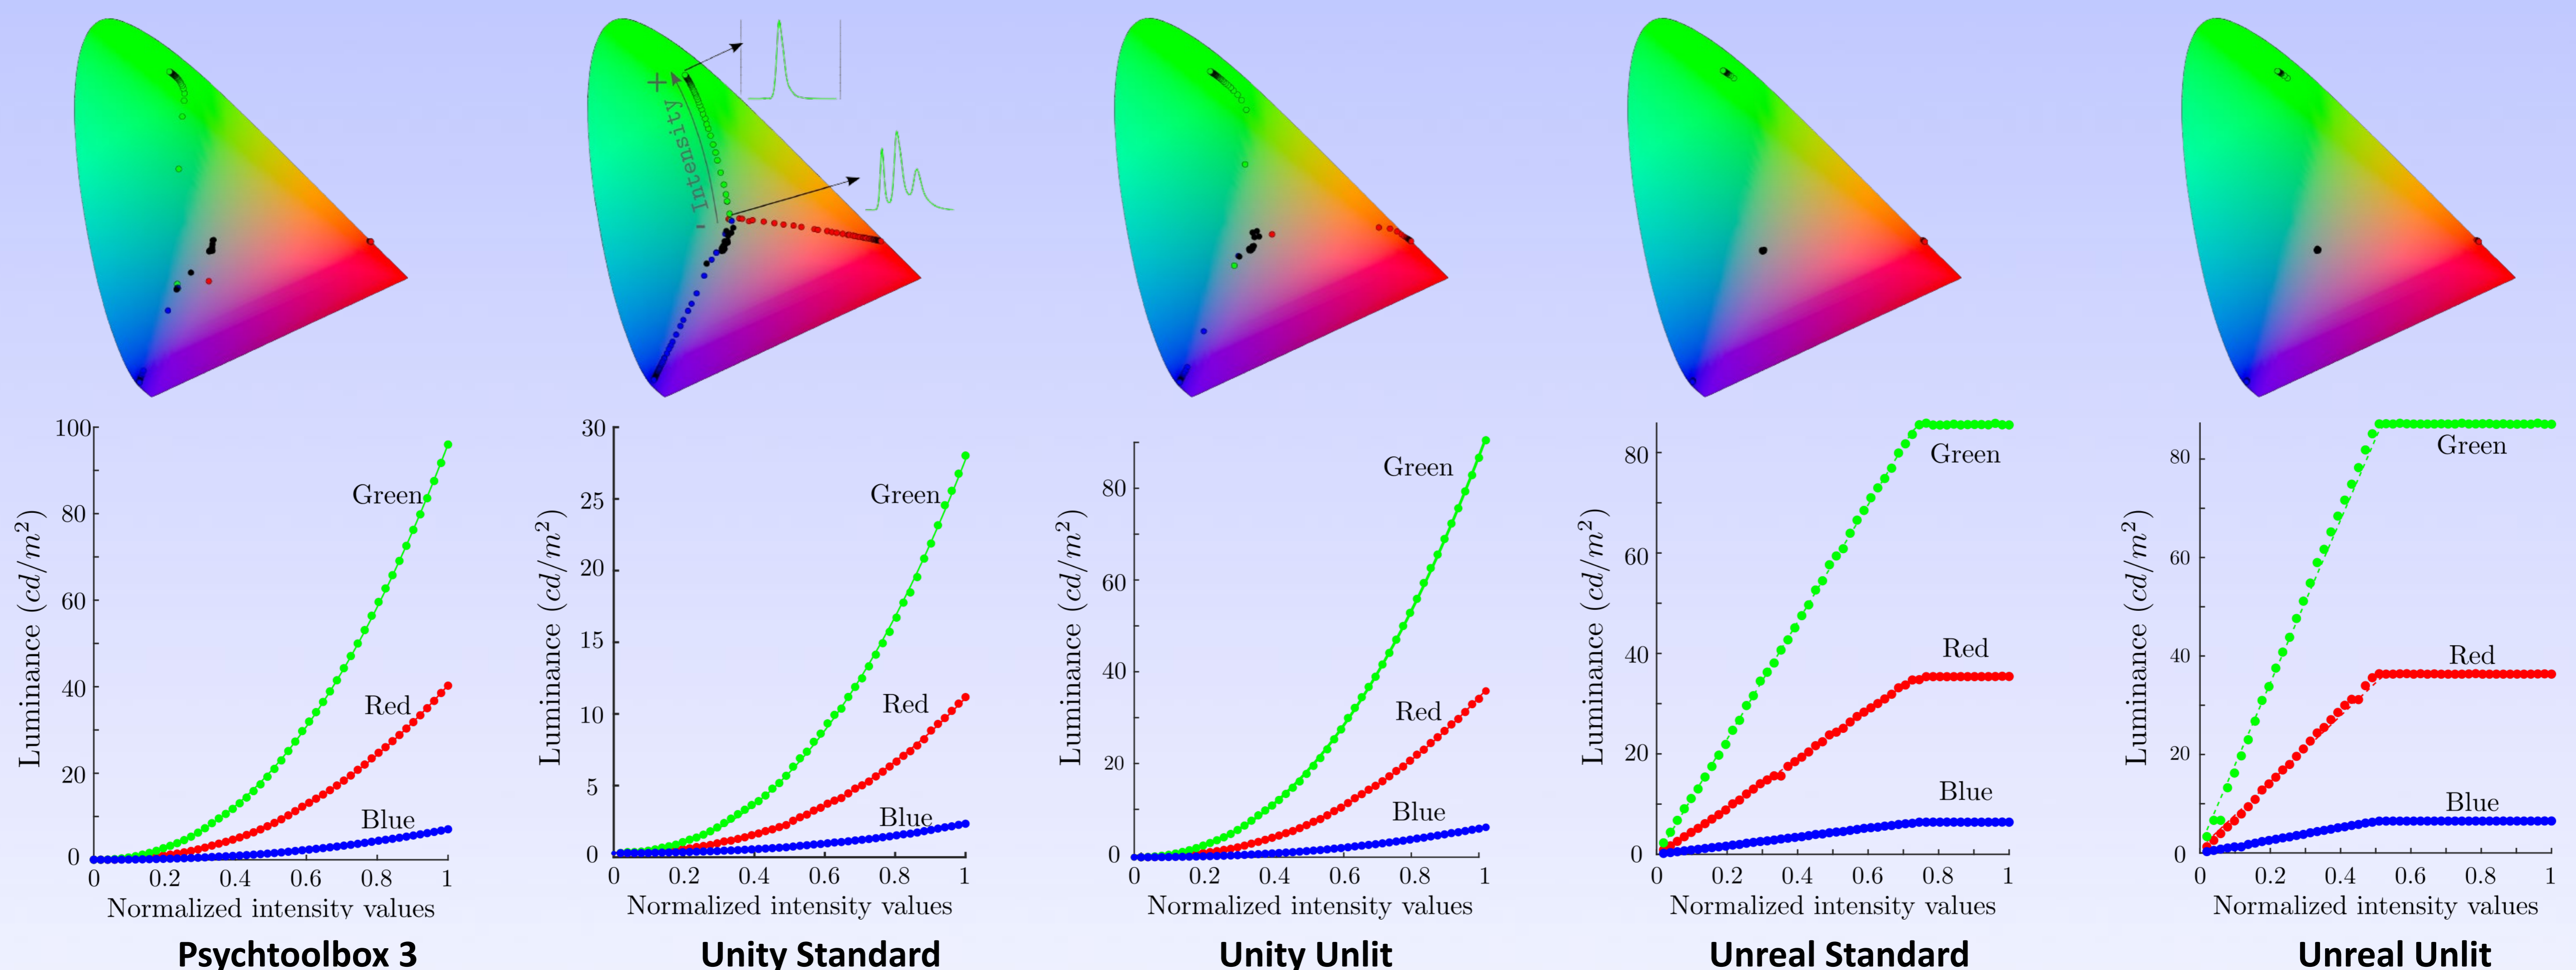 +
Intensity
-
100
80
60
40
20
0
Luminance (cd/m²)
Green
Red
Blue
0 0.2 0.4 0.6 0.8 1
Normalized intensity values
Psychtoolbox 3
30
25
20
15
10
5
0
Luminance (cd/m²)
Green
Red
Blue
0 0.2 0.4 0.6 0.8 1
Normalized intensity values
Unity Standard
80
60
40
20
0
Luminance (cd/m²)
Green
Red
Blue
0 0.2 0.4 0.6 0.8 1
Normalized intensity values
Unity Unlit
80
60
40
20
0
Luminance (cd/m²)
Green
Red
Blue
0 0.2 0.4 0.6 0.8 1
Normalized intensity values
Unreal Standard
80
60
40
20
0
Luminance (cd/m²)
Green
Red
Blue
0 0.2 0.4 0.6 0.8 1
Normalized intensity values
Unreal Unlit